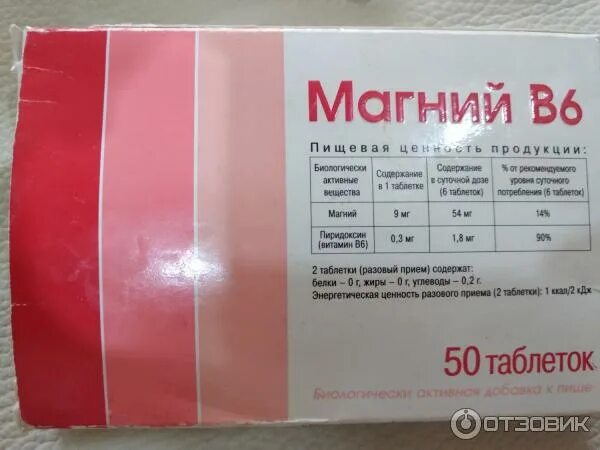 Магний В6
Пищевая ценность продукции:
Биологически активные вещества | Содержание в 1 таблетке | Содержание в суточной дозе (6 таблеток) | % от рекомендуемого уровня суточного потребления (6 таблеток)
Магний | 9 мг | 54 мг | 14%
Пиридоксин (витамин В6) | 0,3 мг | 1,8 мг | 90%
2 таблетки (разовый прием) содержат:
белки – 0 г, жиры – 0 г, углеводы – 0,2 г.
Энергетическая ценность разового приема (2 таблетки): 1 ккал/2 кДж
50 таблеток
Биологически активная добавка к пище
ОТЗОВИК